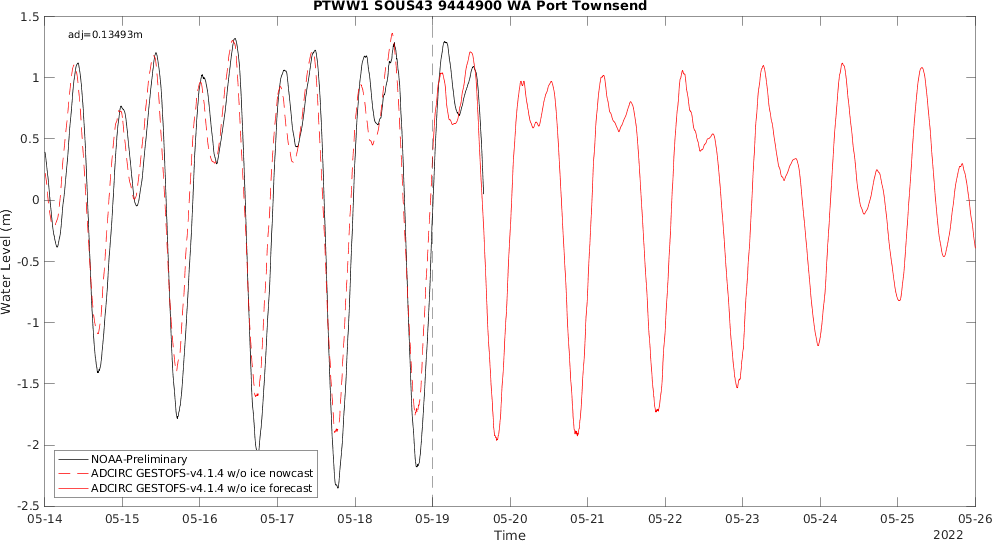 PTWW1 SOUS43 9444900 WA Port Townsend
adj=0.13493m
1.5
1
0.5
0
-0.5
-1
-1.5
-2
-2.5
Water Level (m)
NOAA-Preliminary
ADCIRC GESTOFS-v4.1.4 w/o ice nowcast
ADCIRC GESTOFS-v4.1.4 w/o ice forecast
05-14 05-15 05-16 05-17 05-18 05-19 05-20 05-21 05-22 05-23 05-24 05-25 05-26
Time
2022